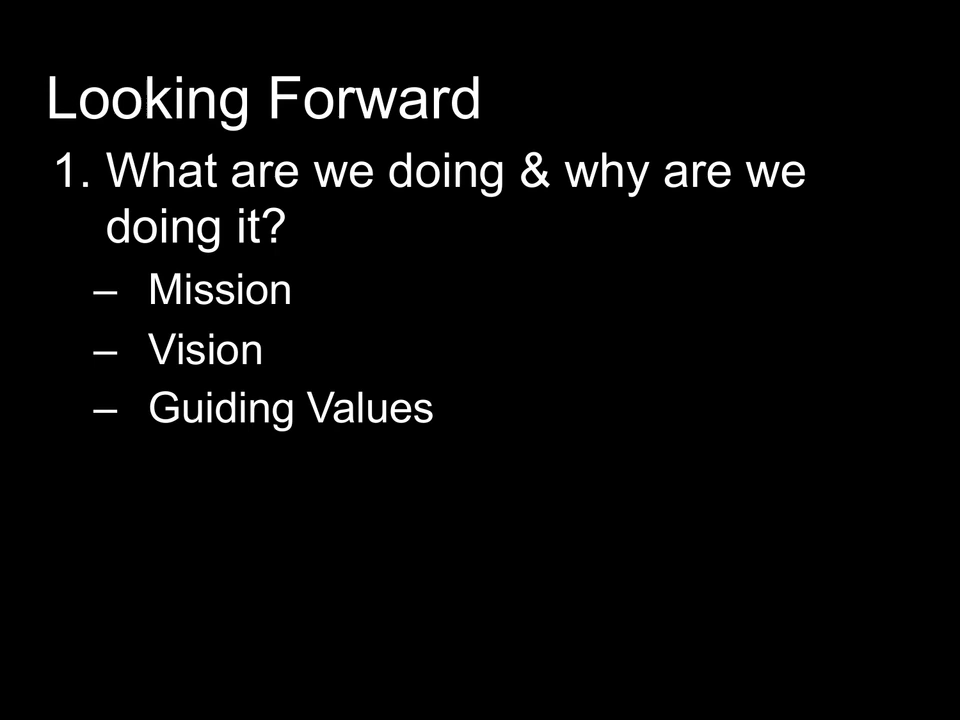 Looking Forward
1. What are we doing & why are we
doing it?
– Mission
– Vision
– Guiding Values